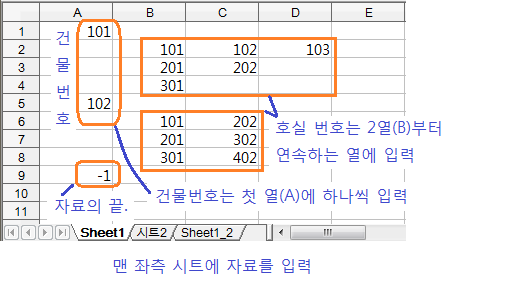 A B C D E
1 101
2 101 102 103
3 201 202
4 301
5 102
6 101 202
7 201 302
8 301 402
9 -1
10
11
건물번호
호실 번호는 2열(B)부터
연속하는 열에 입력
건물번호는 첫 열(A)에 하나씩 입력
자료의 끝.
Sheet1 시트2 Sheet1_2
맨 좌측 시트에 자료를 입력